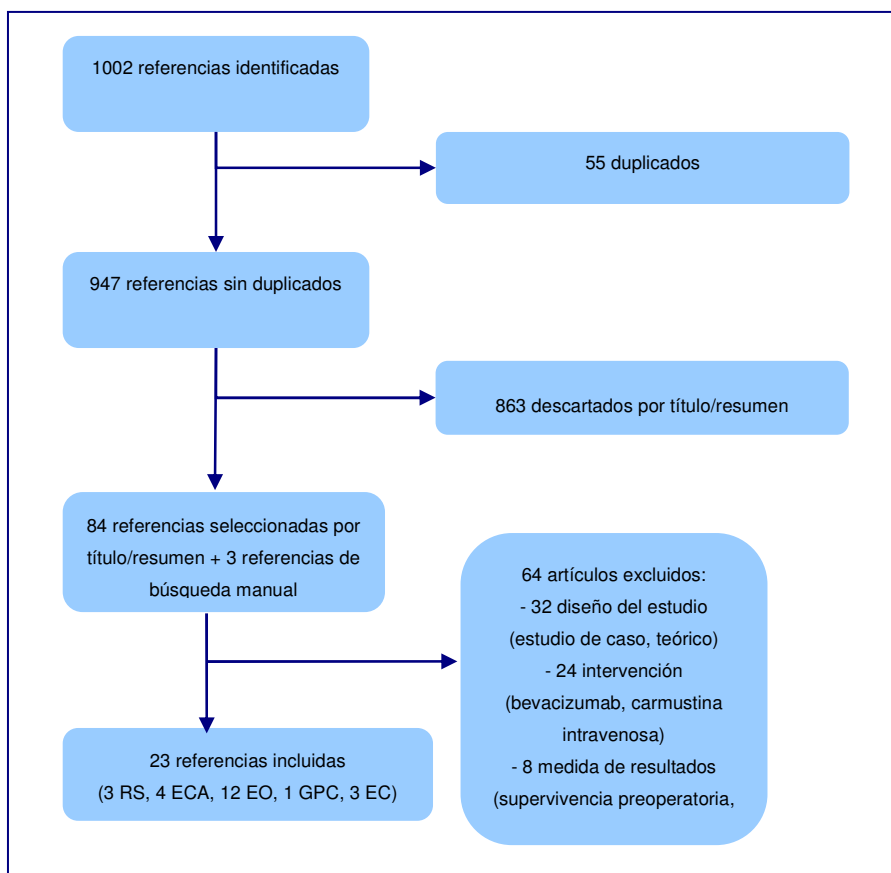 1002 referencias identificadas
55 duplicados
947 referencias sin duplicados
863 descartados por título/resumen
84 referencias seleccionadas por
título/resumen + 3 referencias de
búsqueda manual
64 artículos excluidos:
- 32 diseño del estudio
(estudio de caso, teórico)
- 24 intervención
(bevacizumab, carmustina
intravenosa)
- 8 medida de resultados
(supervivencia preoperatoria,
23 referencias incluidas
(3 RS, 4 ECA, 12 EO, 1 GPC, 3 EC)